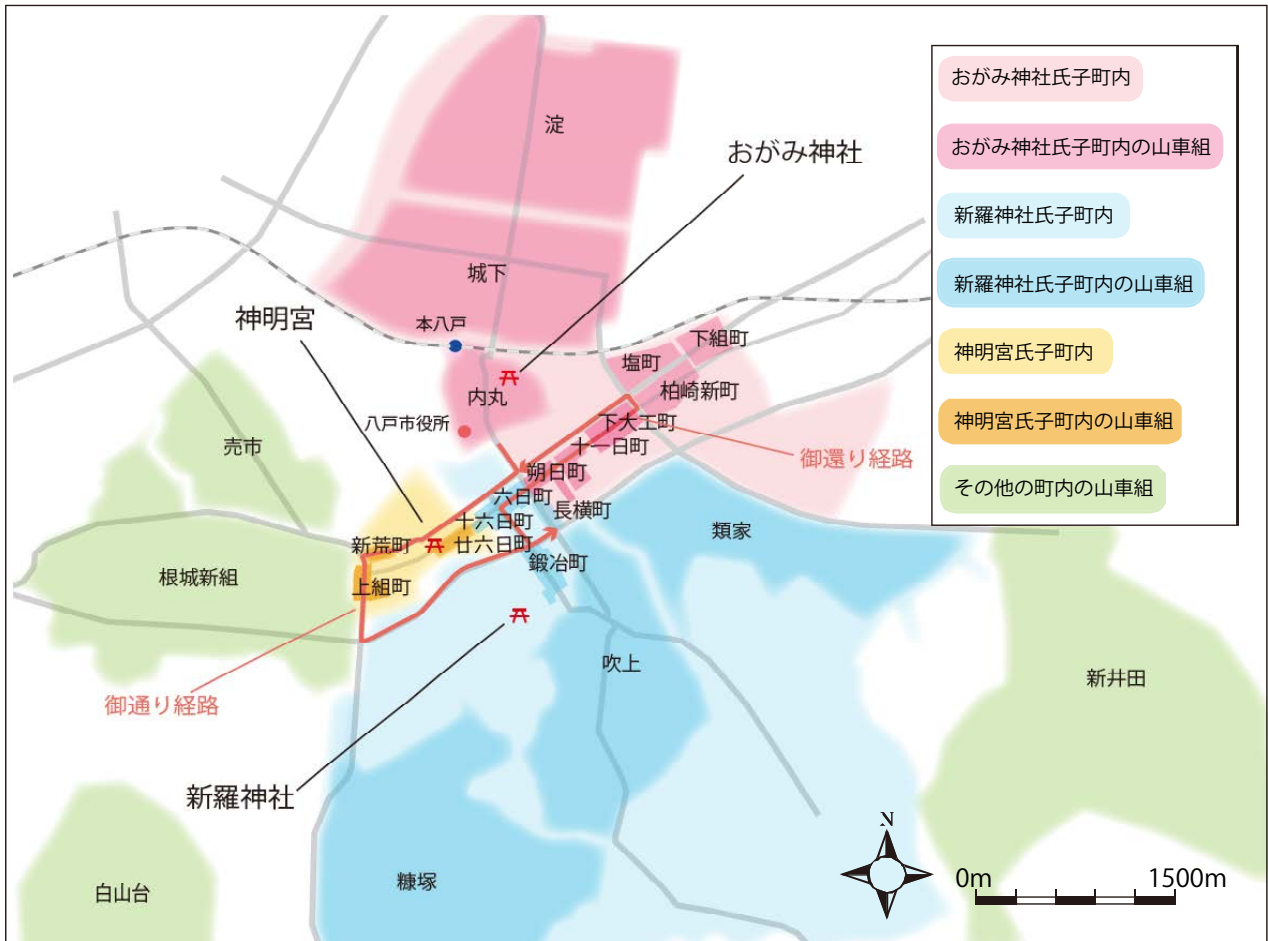 おがみ神社氏子町内
おがみ神社氏子町内の山車組
新羅神社氏子町内
新羅神社氏子町内の山車組
神明宮氏子町内
神明宮氏子町内の山車組
その他の町内の山車組
淀
おがみ神社
城下
神明宮
本八戸
下組町
塩町
内丸
柏崎新町
八戸市役所
下大工町
十一日町
売市
御還り経路
朔日町
六日町
長横町
十六日町
類家
新荒町
廿六日町
鍛冶町
根城新組
上組町
吹上
新井田
御通り経路
新羅神社
糠塚
白山台
N
0m
1500m